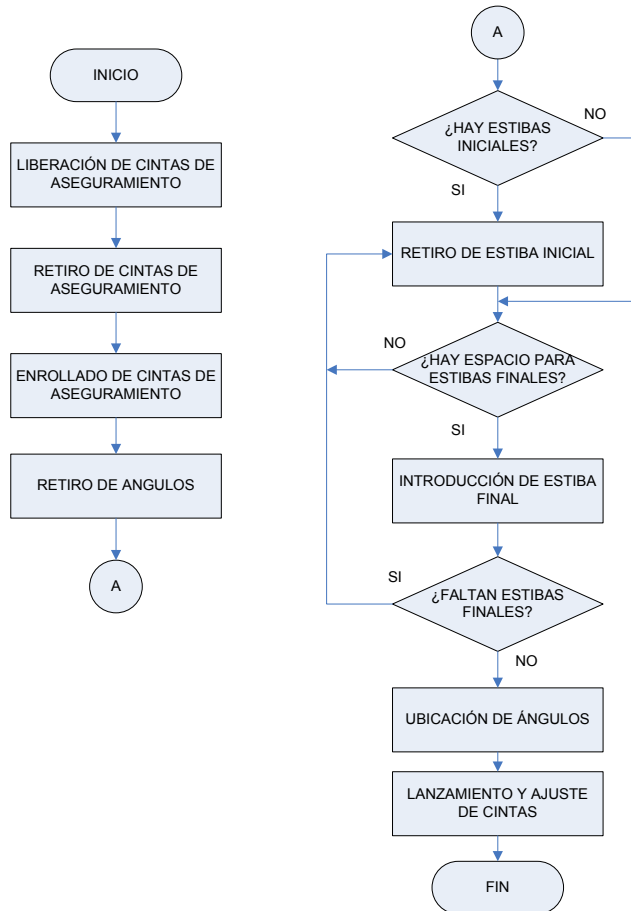 INICIO
LIBERACIÓN DE CINTAS DE
ASEGURAMIENTO
RETIRO DE CINTAS DE
ASEGURAMIENTO
ENROLLADO DE CINTAS DE
ASEGURAMIENTO
RETIRO DE ANGULOS
A
A
¿HAY ESTIBAS
INICIALES?
NO
SI
RETIRO DE ESTIBA INICIAL
NO
¿HAY ESPACIO PARA
ESTIBAS FINALES?
SI
INTRODUCCIÓN DE ESTIBA
FINAL
SI
¿FALTAN ESTIBAS
FINALES?
NO
UBICACIÓN DE ÁNGULOS
LANZAMIENTO Y AJUSTE
DE CINTAS
FIN